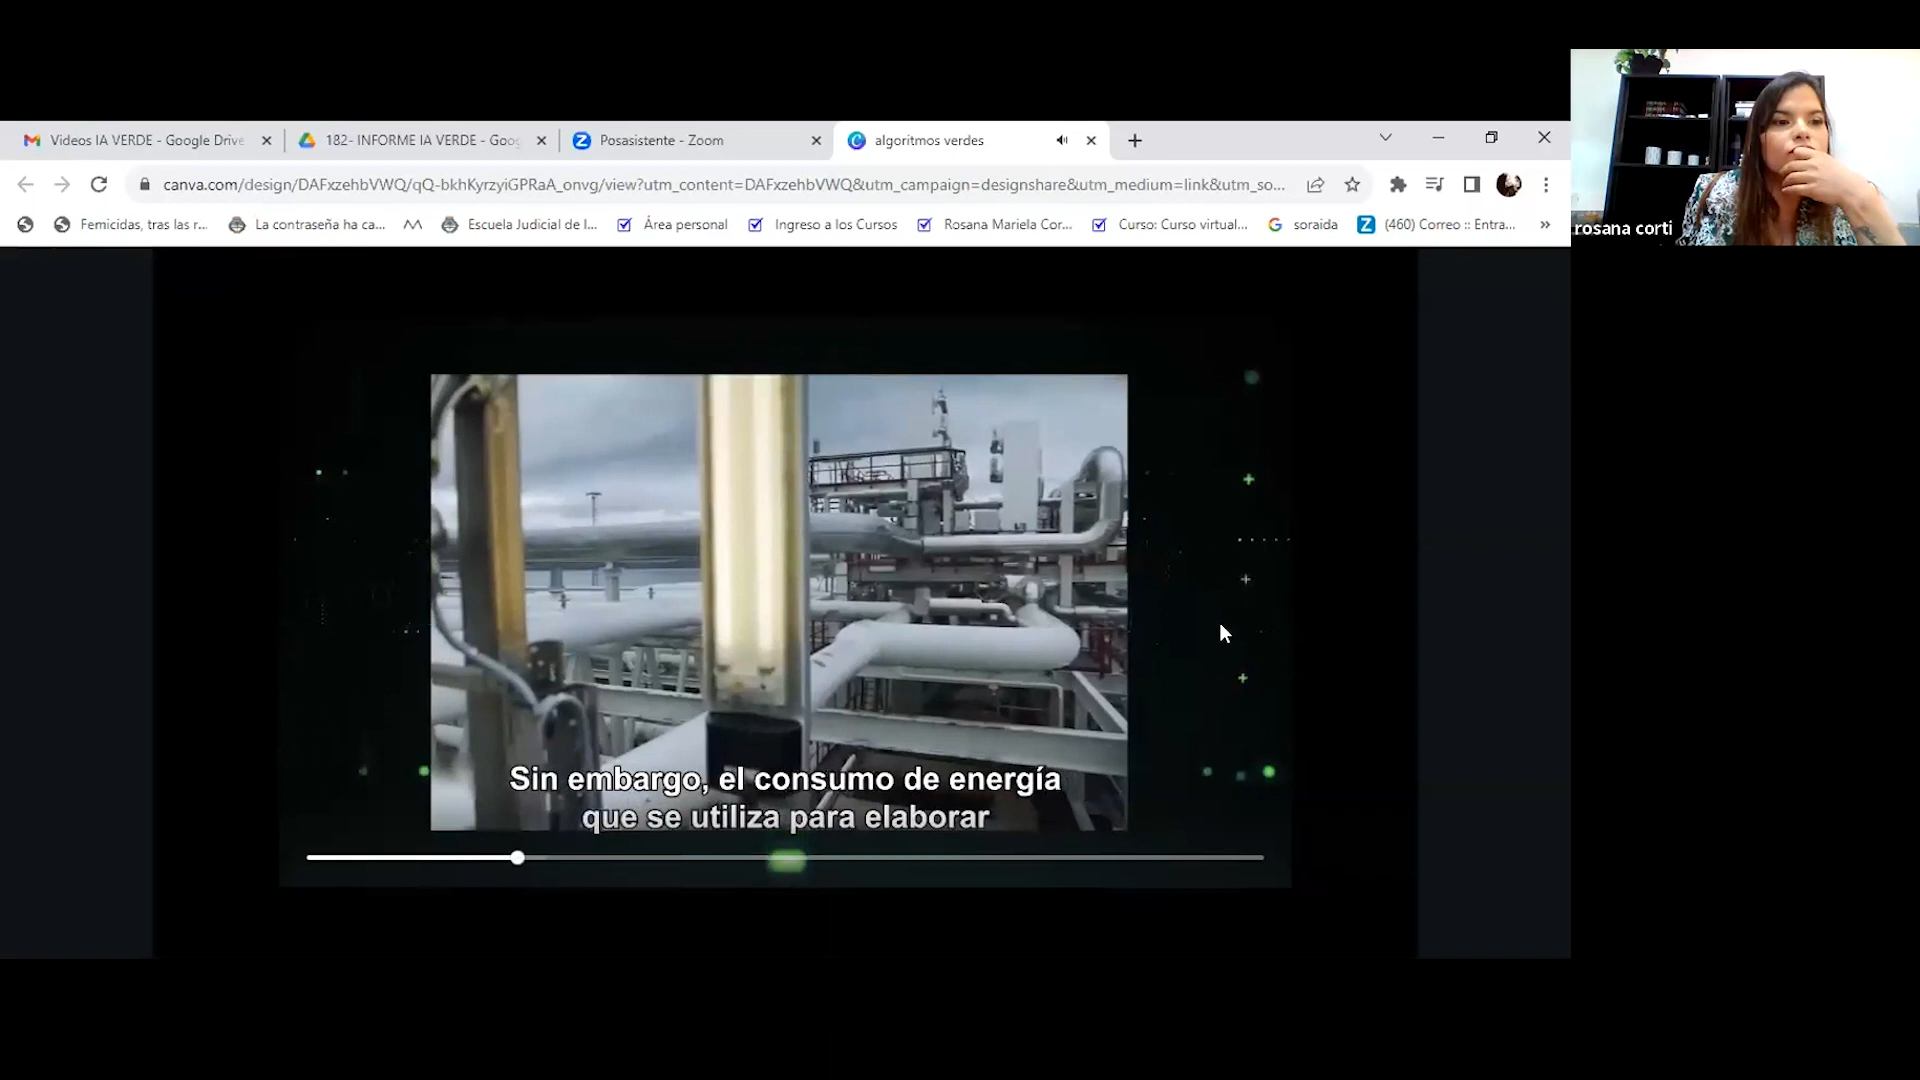 Videos IA VERDE - Google Drive
182- INFORME IA VERDE - Goog
Posasistente - Zoom
algoritmos verdes
canva.com/design/DAFxzehbVWQ/qQ-bkhKyrzyiGPRaA_onvg/view?utm_content=DAFxzehbVWQ&utm_campaign=designshare&utm_medium=link&utm_so...
Femicidas, tras las r...
La contraseña ha ca...
Escuela Judicial de l...
Área personal
Ingreso a los Cursos
Rosana Mariela Cor...
Curso: Curso virtual...
soraida
(460) Correo :: Entra...
rosana corti
Sin embargo, el consumo de energía
que se utiliza para elaborar